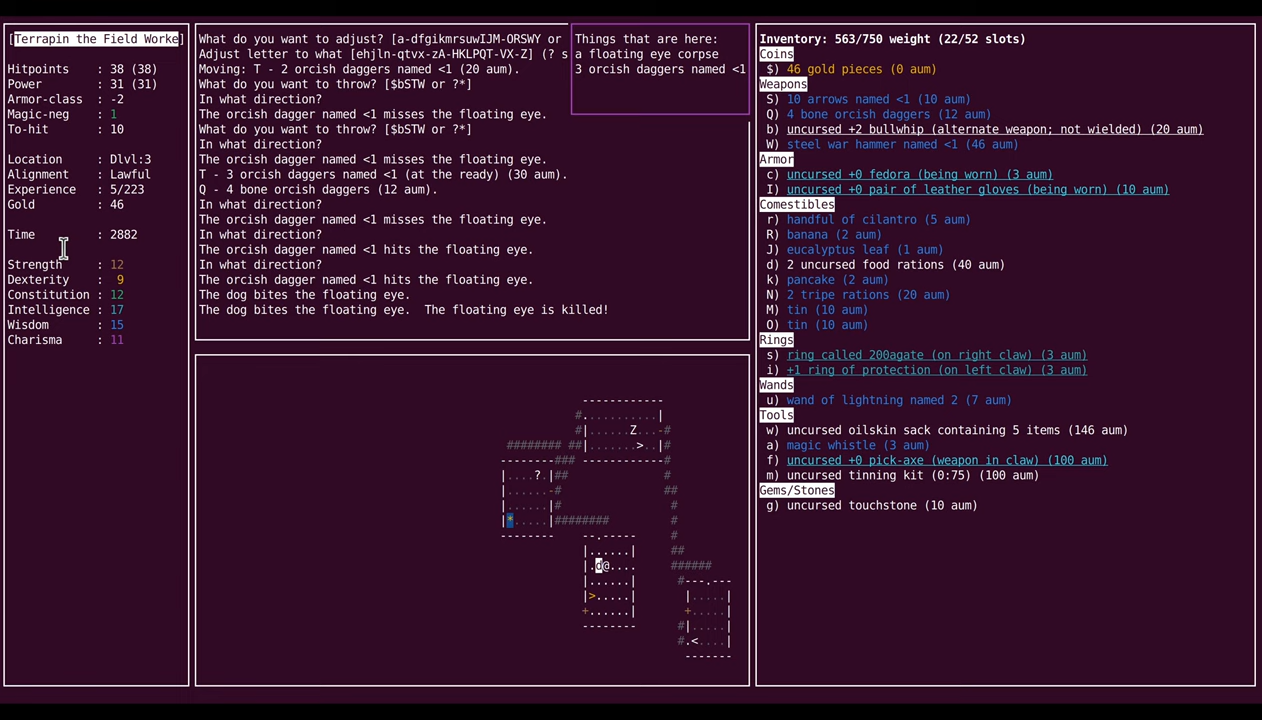 [Terrapin the Field Worke]
Hitpoints : 38 (38)
Power : 31 (31)
Armor-class : -2
Magic-neg : 1
To-hit : 10
Location : Dlvl:3
Alignment : Lawful
Experience : 5/223
Gold : 46
Time : 2882
Strength : 12
Dexterity : 9
Constitution : 12
Intelligence : 17
Wisdom : 15
Charisma : 11
What do you want to adjust? [a-dfgikmrsuwIJM-ORSWY or
Adjust letter to what [ehjln-qtvx-zA-HKLPQT-VX-Z] (? s
Moving: T - 2 orcish daggers named <1 (20 aum).
What do you want to throw? [$bSTW or ?*]
In what direction?
The orcish dagger named <1 misses the floating eye.
What do you want to throw? [$bSTW or ?*]
In what direction?
The orcish dagger named <1 misses the floating eye.
T - 3 orcish daggers named <1 (at the ready) (30 aum).
Q - 4 bone orcish daggers (12 aum).
In what direction?
The orcish dagger named <1 misses the floating eye.
In what direction?
The orcish dagger named <1 hits the floating eye.
In what direction?
The orcish dagger named <1 hits the floating eye.
The dog bites the floating eye.
The dog bites the floating eye.  The floating eye is killed!
Things that are here:
a floating eye corpse
3 orcish daggers named <1
------------
#...........|
#|......Z...-#
######## ##|.......>..|#
--------### ------------#
|....?.|## #
|......-# ##
|......|# #
|*.....|######## #
-------- --.----- #
|......| ##
|.d@.... ######
|......| #---.---
|>.....| |.....|
+......| +.....|
-------- #|.....|
#.<....|
-------
Inventory: 563/750 weight (22/52 slots)
Coins
$) 46 gold pieces (0 aum)
Weapons
S) 10 arrows named <1 (10 aum)
Q) 4 bone orcish daggers (12 aum)
b) uncursed +2 bullwhip (alternate weapon; not wielded) (20 aum)
W) steel war hammer named <1 (46 aum)
Armor
c) uncursed +0 fedora (being worn) (3 aum)
I) uncursed +0 pair of leather gloves (being worn) (10 aum)
Comestibles
r) handful of cilantro (5 aum)
R) banana (2 aum)
J) eucalyptus leaf (1 aum)
d) 2 uncursed food rations (40 aum)
k) pancake (2 aum)
N) 2 tripe rations (20 aum)
M) tin (10 aum)
O) tin (10 aum)
Rings
s) ring called 200agate (on right claw) (3 aum)
i) +1 ring of protection (on left claw) (3 aum)
Wands
u) wand of lightning named 2 (7 aum)
Tools
w) uncursed oilskin sack containing 5 items (146 aum)
a) magic whistle (3 aum)
f) uncursed +0 pick-axe (weapon in claw) (100 aum)
m) uncursed tinning kit (0:75) (100 aum)
Gems/Stones
g) uncursed touchstone (10 aum)